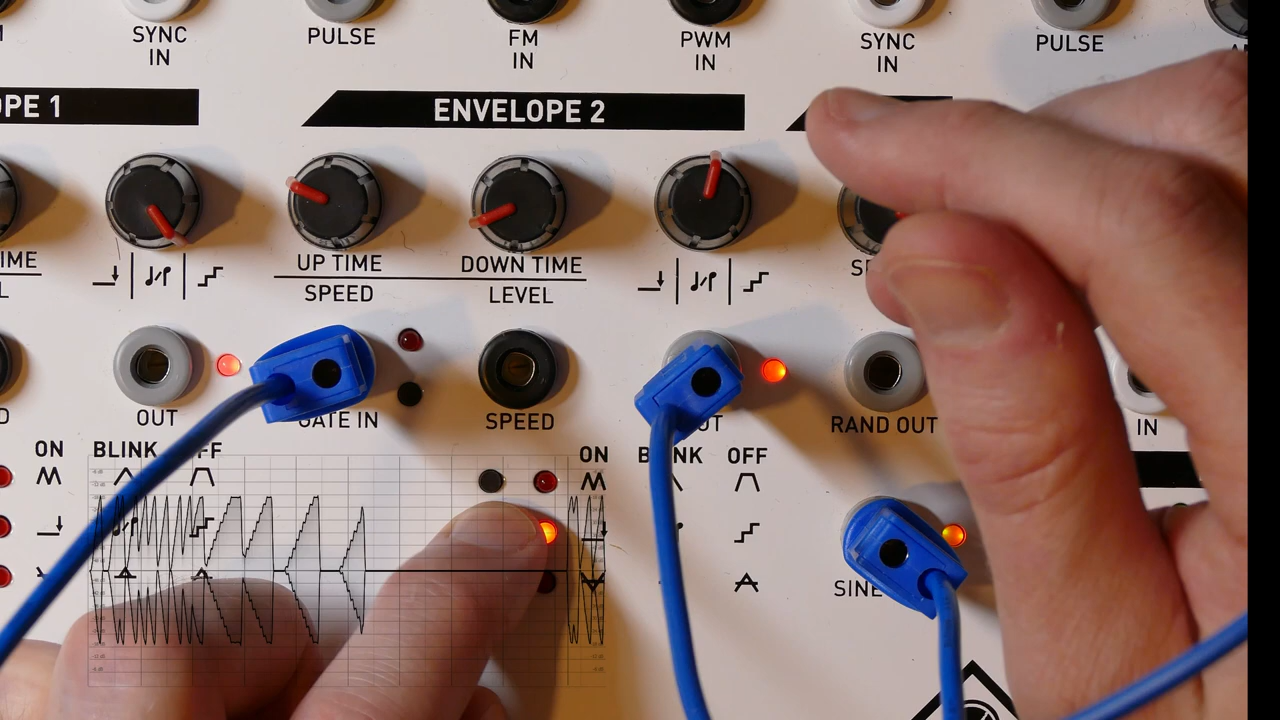 SYNC
IN
PULSE
FM
IN
PWM
IN
SYNC
IN
PULSE
OPE 1
ENVELOPE 2
IME
L
UP TIME
SPEED
DOWN TIME
LEVEL
OUT
GATE IN
SPEED
RAND OUT
IN
ON BLINK OFF
ON BLINK OFF
SINE